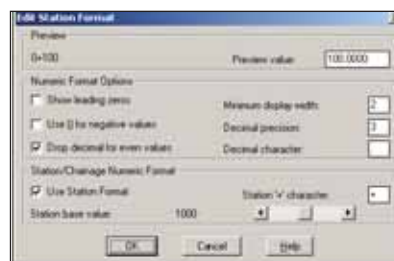 Edit Station Format
Preview
0+100 Preview value: 100.0000
Numeric Format Options
Show leading zeros Minimum display width: 2
Use () for negative values Decimal precision: 3
Drop decimal for even values Decimal character:
Station/Chainage Numeric Format
Use Station Format Station '+' character: +
Station base value: 1000
OK Cancel Help